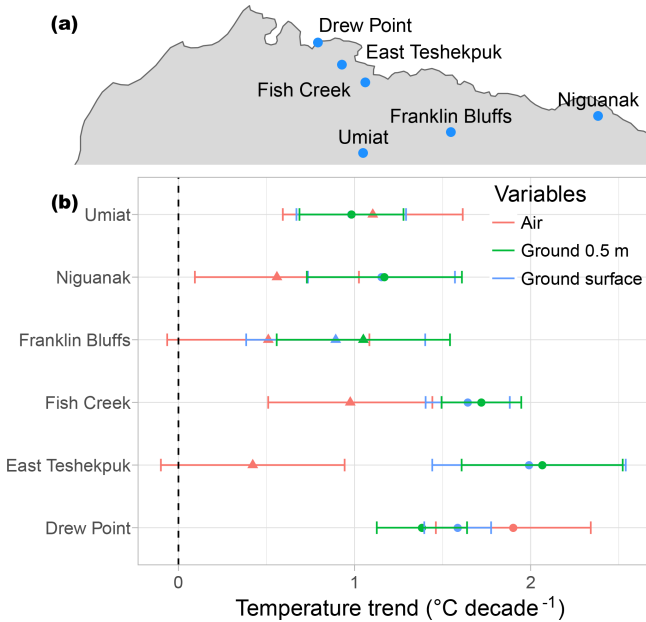 (a)
Drew Point
East Teshekpuk
Fish Creek
Niguanak
Franklin Bluffs
Umiat
(b)
Variables
Air
Ground 0.5 m
Ground surface
Umiat
Niguanak
Franklin Bluffs
Fish Creek
East Teshekpuk
Drew Point
0 1 2
Temperature trend (°C decade⁻¹)